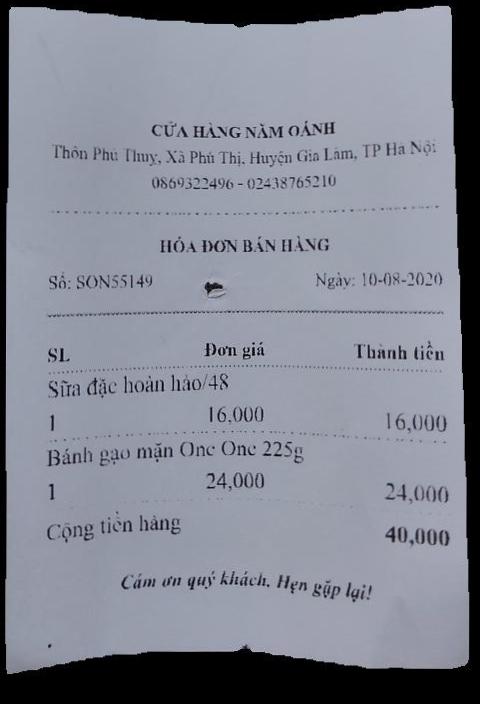 CỬA HÀNG NĂM OÁNH
Thôn Phú Thụy, Xã Phú Thị, Huyện Gia Lâm, TP Hà Nội
0869322496 - 02438765210
HÓA ĐƠN BÁN HÀNG
Số: SON55149 Ngày: 10-08-2020
SL Đơn giá Thành tiền
Sữa đặc hoàn hảo/48
1 16,000 16,000
Bánh gạo mặn One One 225g
1 24,000 24,000
Cộng tiền hàng 40,000
Cám ơn quý khách. Hẹn gặp lại!